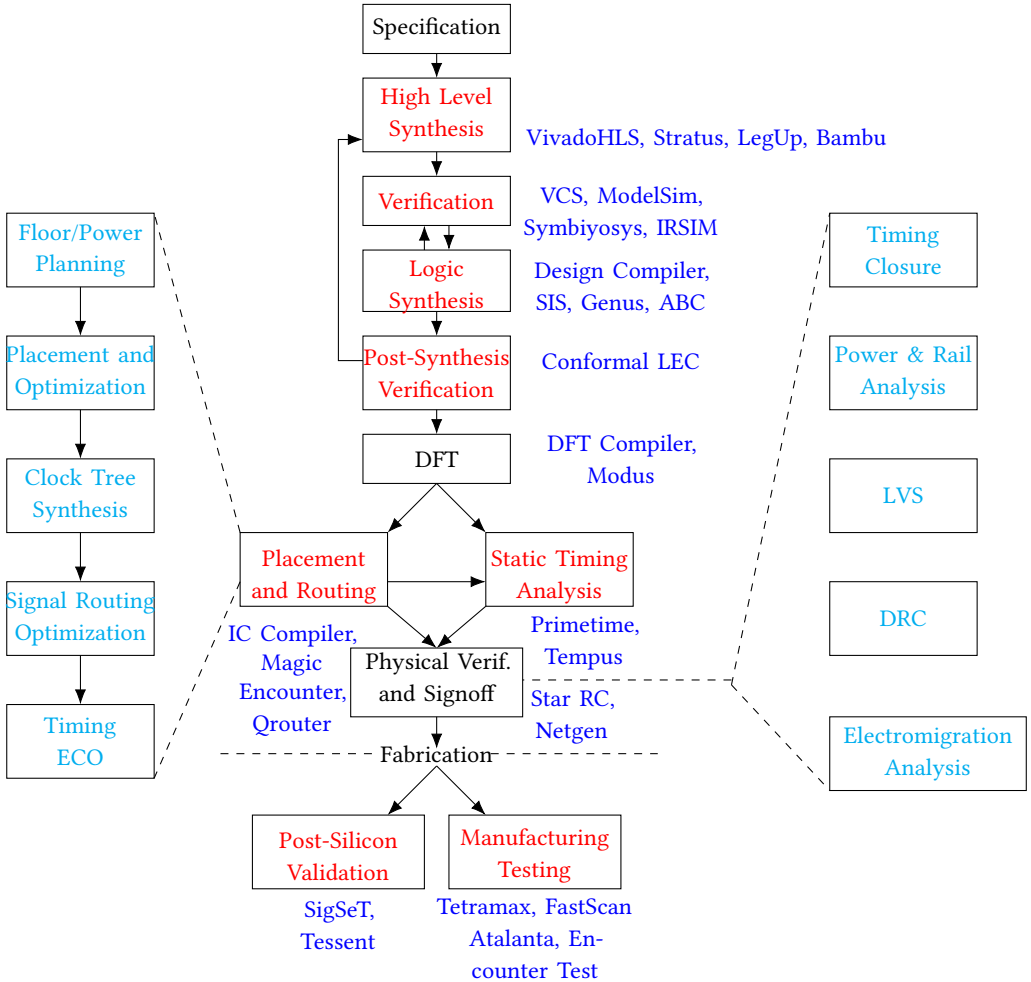 Specification
High Level
Synthesis
VivadoHLS, Stratus, LegUp, Bambu
Verification
VCS, ModelSim,
Symbiyosys, IRSIM
Logic
Synthesis
Design Compiler,
SIS, Genus, ABC
Post-Synthesis
Verification
Conformal LEC
DFT
DFT Compiler,
Modus
Placement
and Routing
Static Timing
Analysis
IC Compiler,
Magic
Encounter,
Qrouter
Primetime,
Tempus
Physical Verif.
and Signoff
Star RC,
Netgen
Fabrication
Post-Silicon
Validation
Manufacturing
Testing
SigSeT,
Tessent
Tetramax, FastScan
Atalanta, En-
counter Test
Floor/Power
Planning
Placement and
Optimization
Clock Tree
Synthesis
Signal Routing
Optimization
Timing
ECO
Timing
Closure
Power & Rail
Analysis
LVS
DRC
Electromigration
Analysis